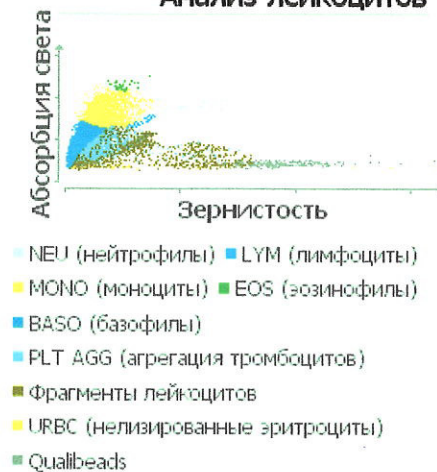 Анализ лейкоцитов
Абсорбция света
Зернистость
NEU (нейтрофилы) LYM (лимфоциты)
MONO (моноциты) EOS (эозинофилы)
BASO (базофилы)
PLT AGG (агрегация тромбоцитов)
Фрагменты лейкоцитов
URBC (нелизированные эритроциты)
Qualibeads